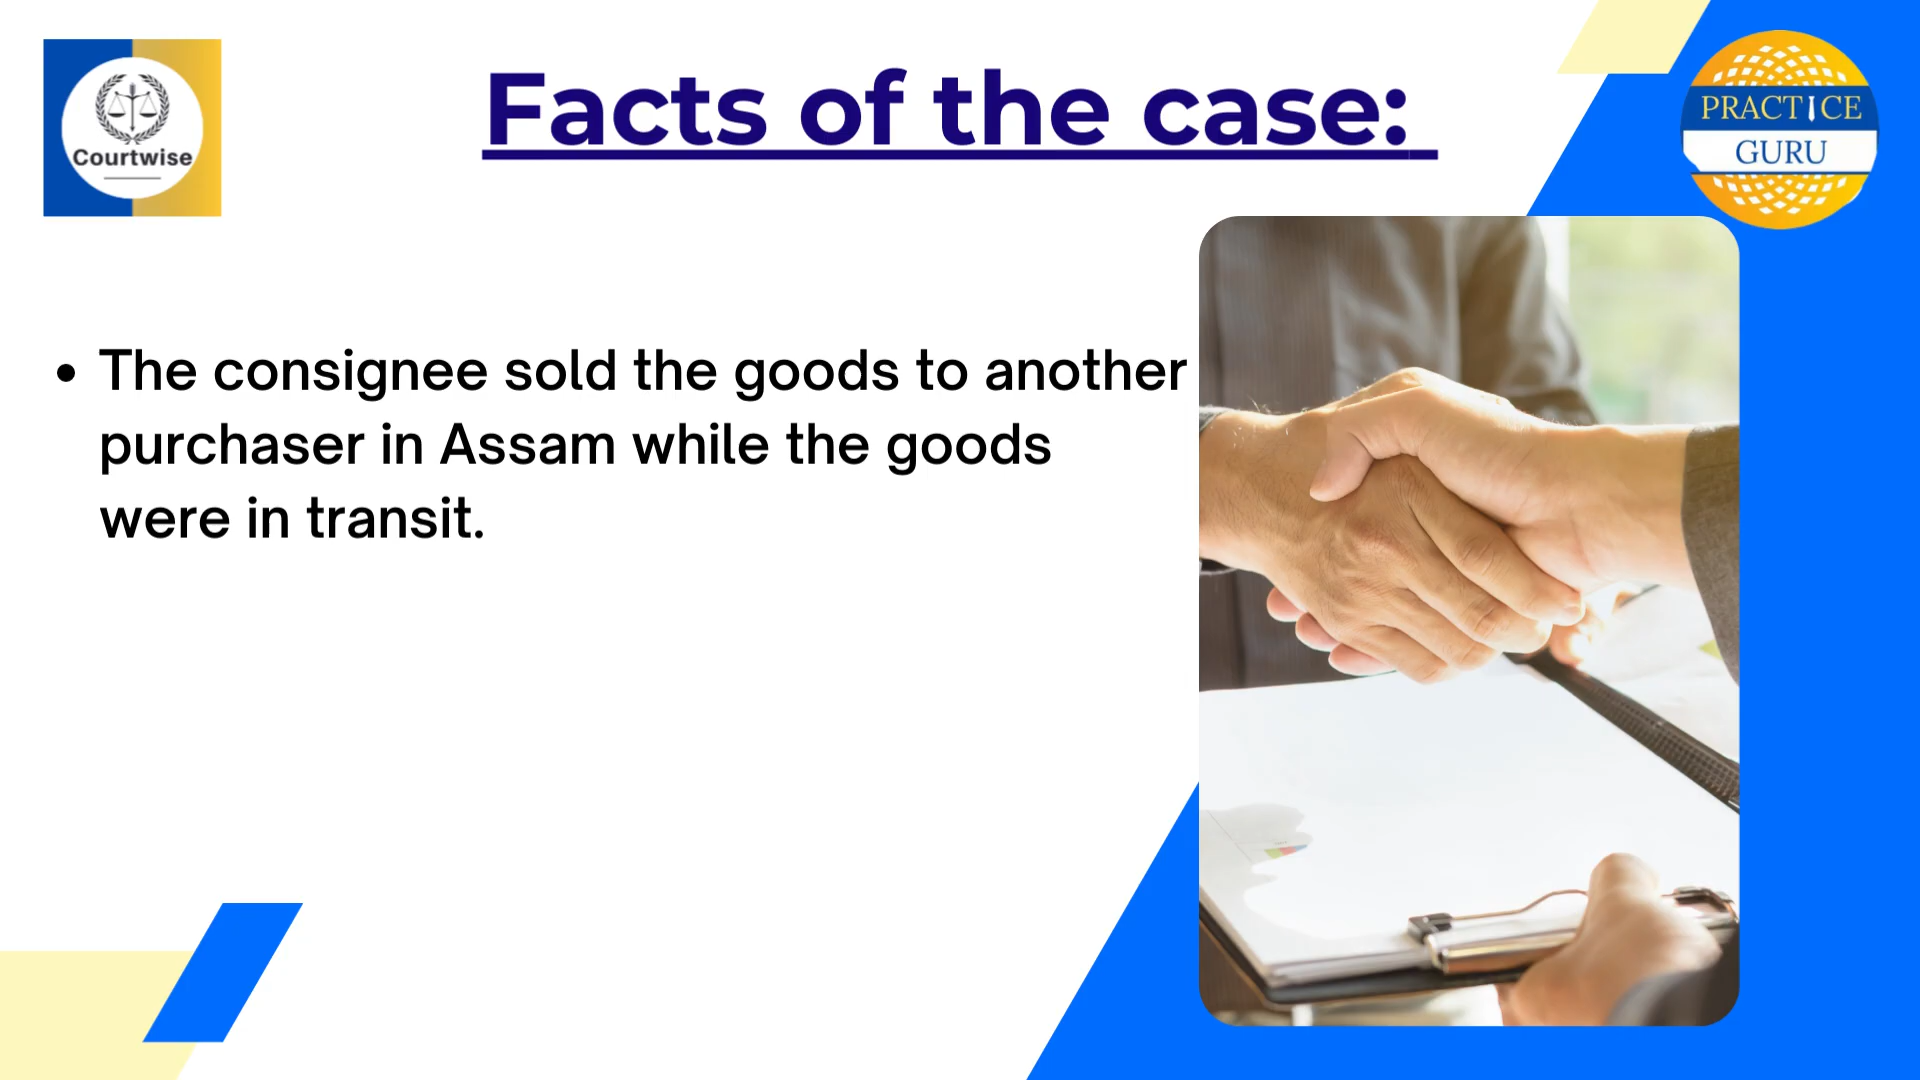 Facts of the case:
Courtwise
PRACTICE
GURU
• The consignee sold the goods to another
purchaser in Assam while the goods
were in transit.